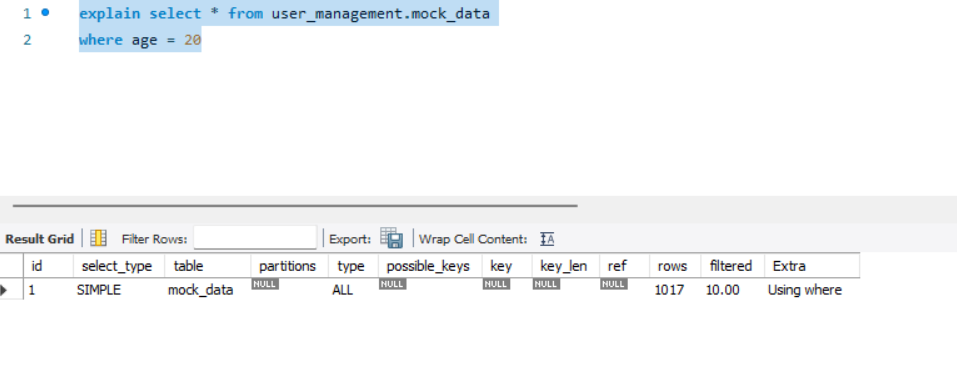 1 explain select * from user_management.mock_data
2 where age = 20
Result Grid Filter Rows: Export: Wrap Cell Content: IA
id select_type table partitions type possible_keys key key_len ref rows filtered Extra
1 SIMPLE mock_data NULL ALL NULL NULL NULL NULL 1017 10.00 Using where